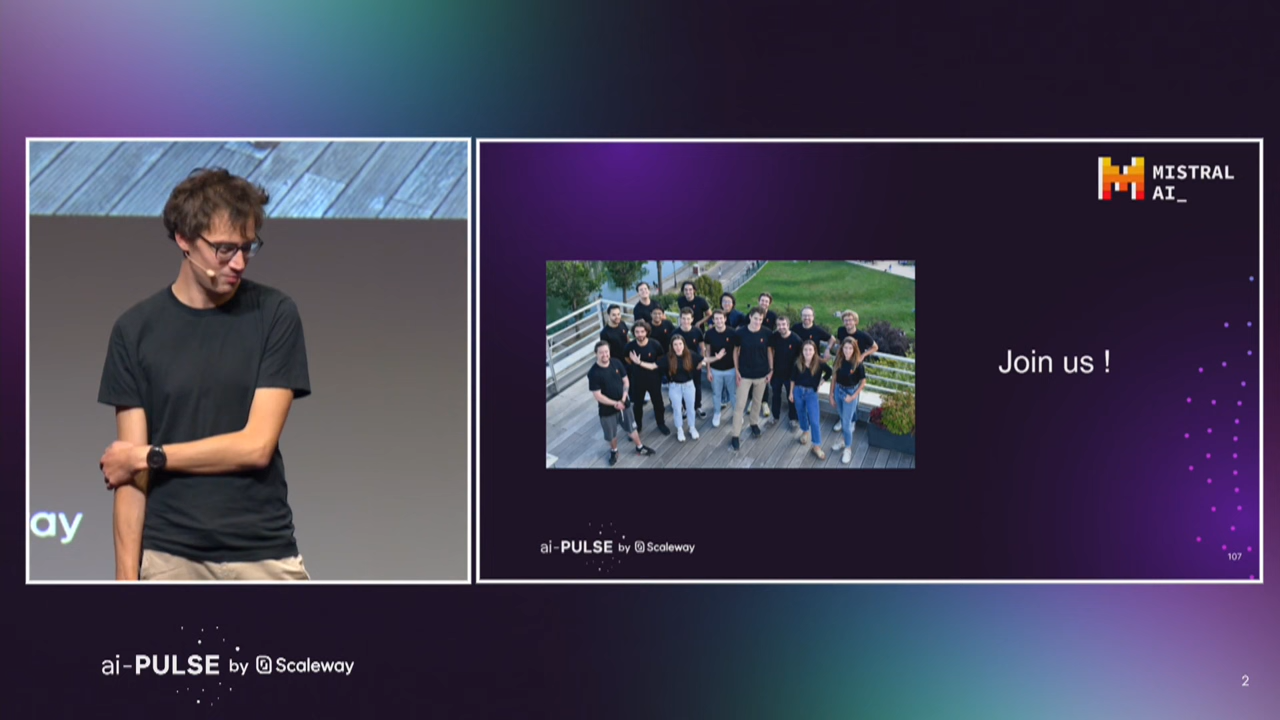 MISTRAL
AI_
Join us !
ay
ai-PULSE by Scaleway
107
ai-PULSE by Scaleway
2